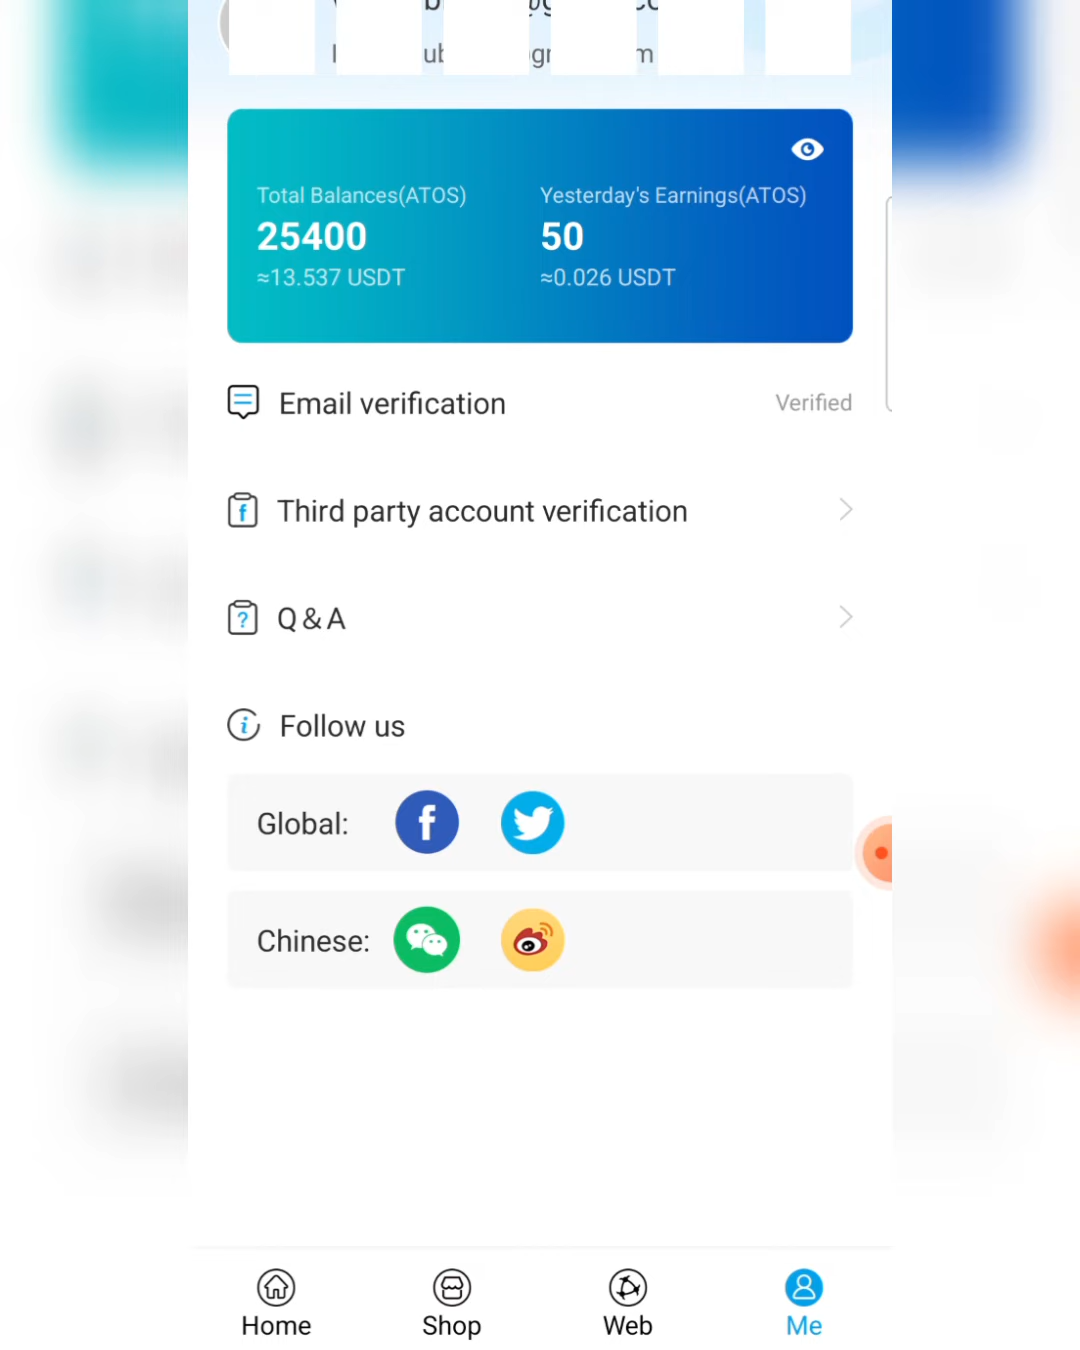 Total Balances(ATOS)
Yesterday's Earnings(ATOS)
25400
50
≈13.537 USDT
≈0.026 USDT
Email verification
Verified
Third party account verification
Q & A
Follow us
Global:
Chinese:
Home
Shop
Web
Me